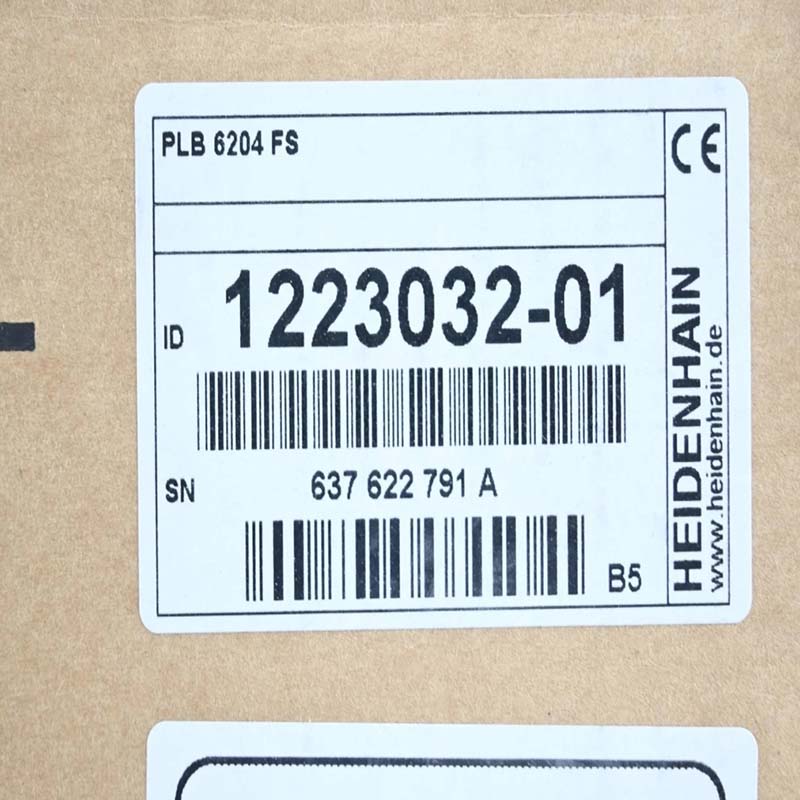 PLB 6204 FS
CE
ID 1223032-01
SN 637 622 791 A
B5
HEIDENHAIN
www.heidenhain.de